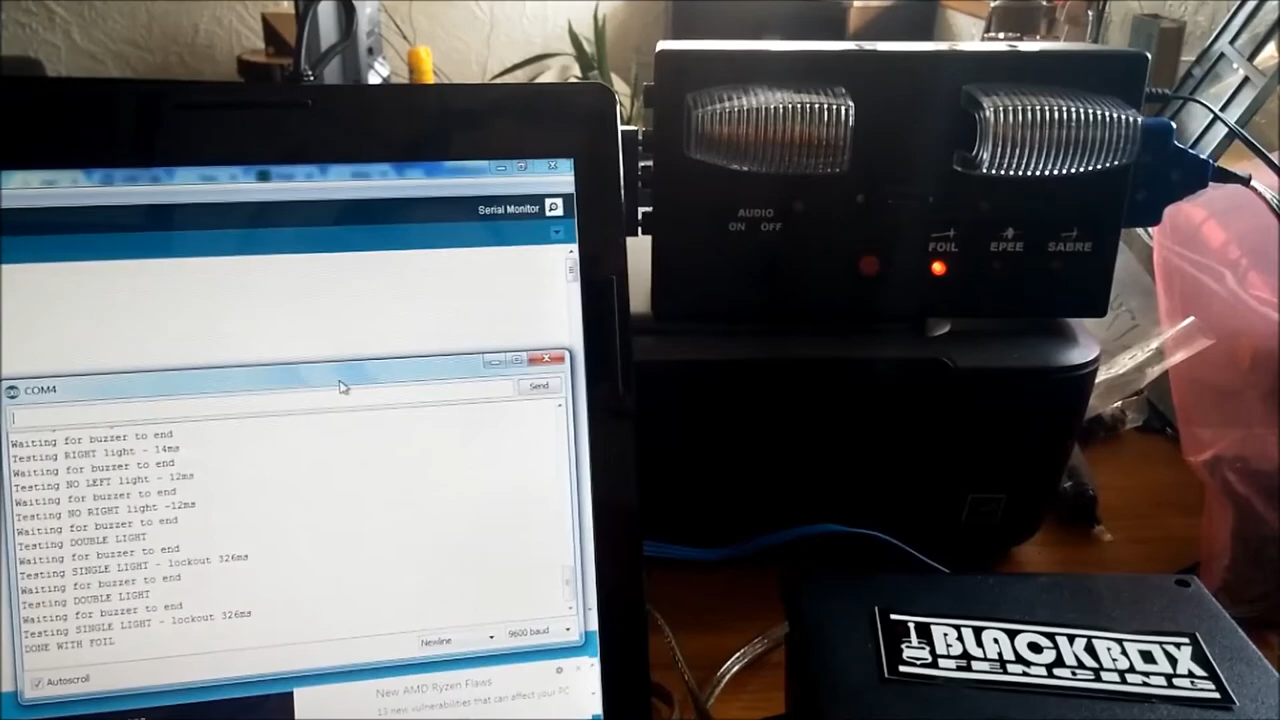 Serial Monitor
COM4
Send
Waiting for buzzer to end
Testing RIGHT light - 14ms
Waiting for buzzer to end
Testing NO LEFT light - 12ms
Waiting for buzzer to end
Testing NO RIGHT light -12ms
Waiting for buzzer to end
Testing DOUBLE LIGHT
Waiting for buzzer to end
Testing SINGLE LIGHT - lockout 326ms
Waiting for buzzer to end
Testing DOUBLE LIGHT
Waiting for buzzer to end
Testing SINGLE LIGHT - lockout 326ms
DONE WITH FOIL
Newline
9600 baud
Autoscroll
New AMD Ryzen Flaws
13 new vulnerabilities that can affect your PC
AUDIO
ON OFF
FOIL EPEE SABRE
BLACKBOX
FENCING